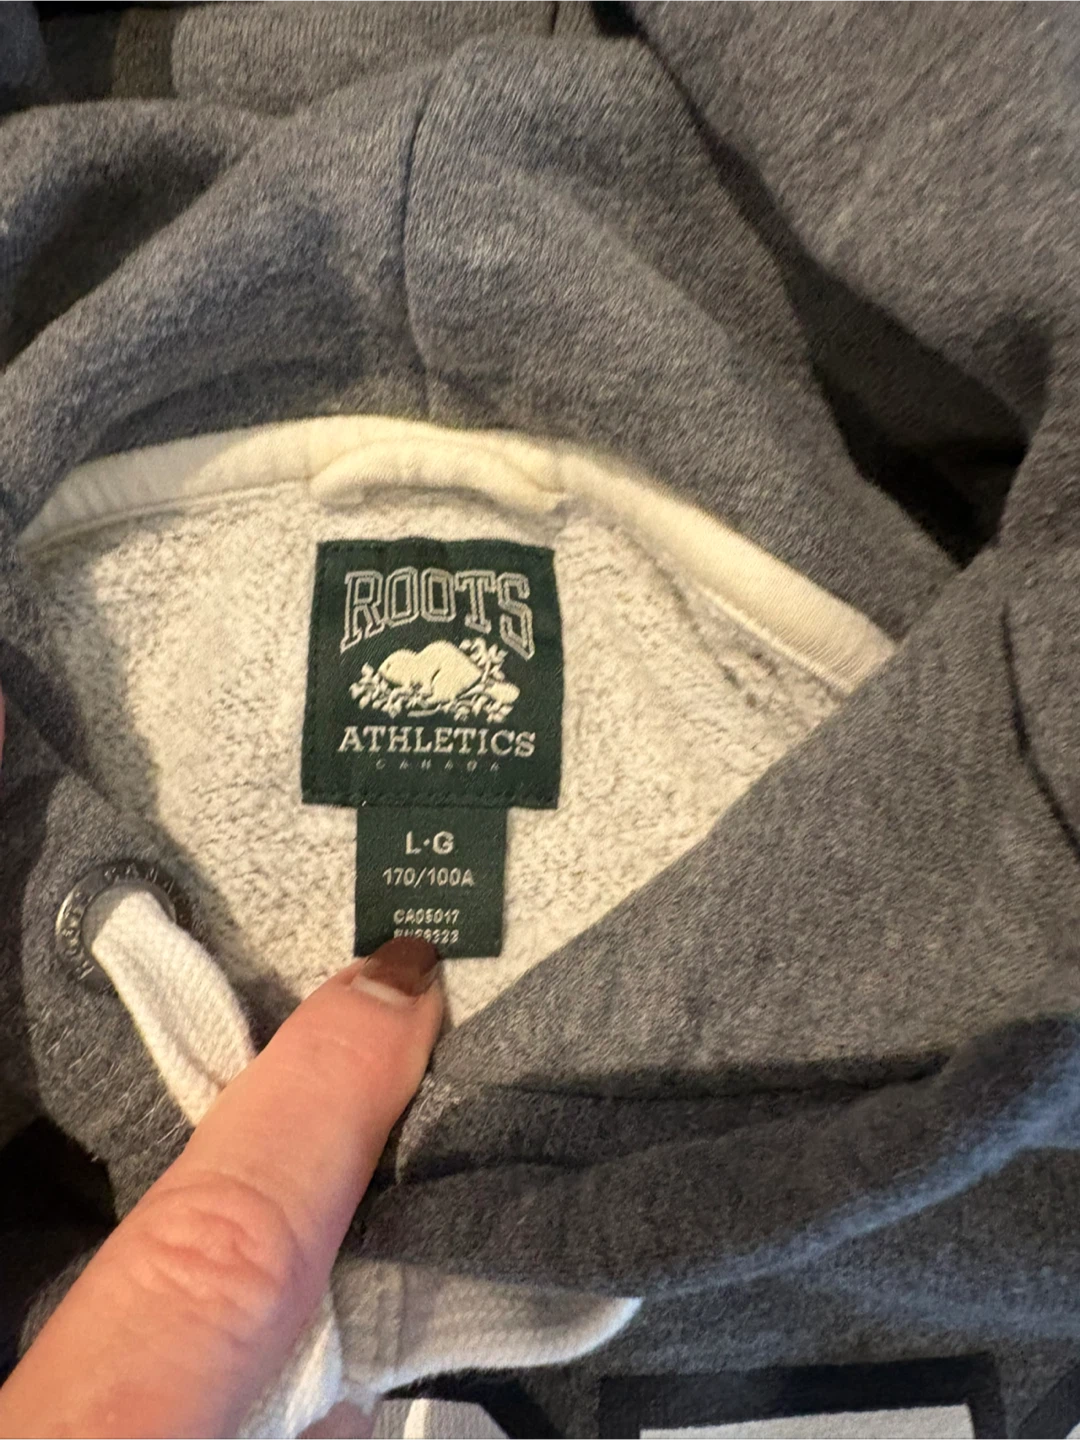 ROOTS
ATHLETICS
CANADA
L·G
170/100A
CA05017